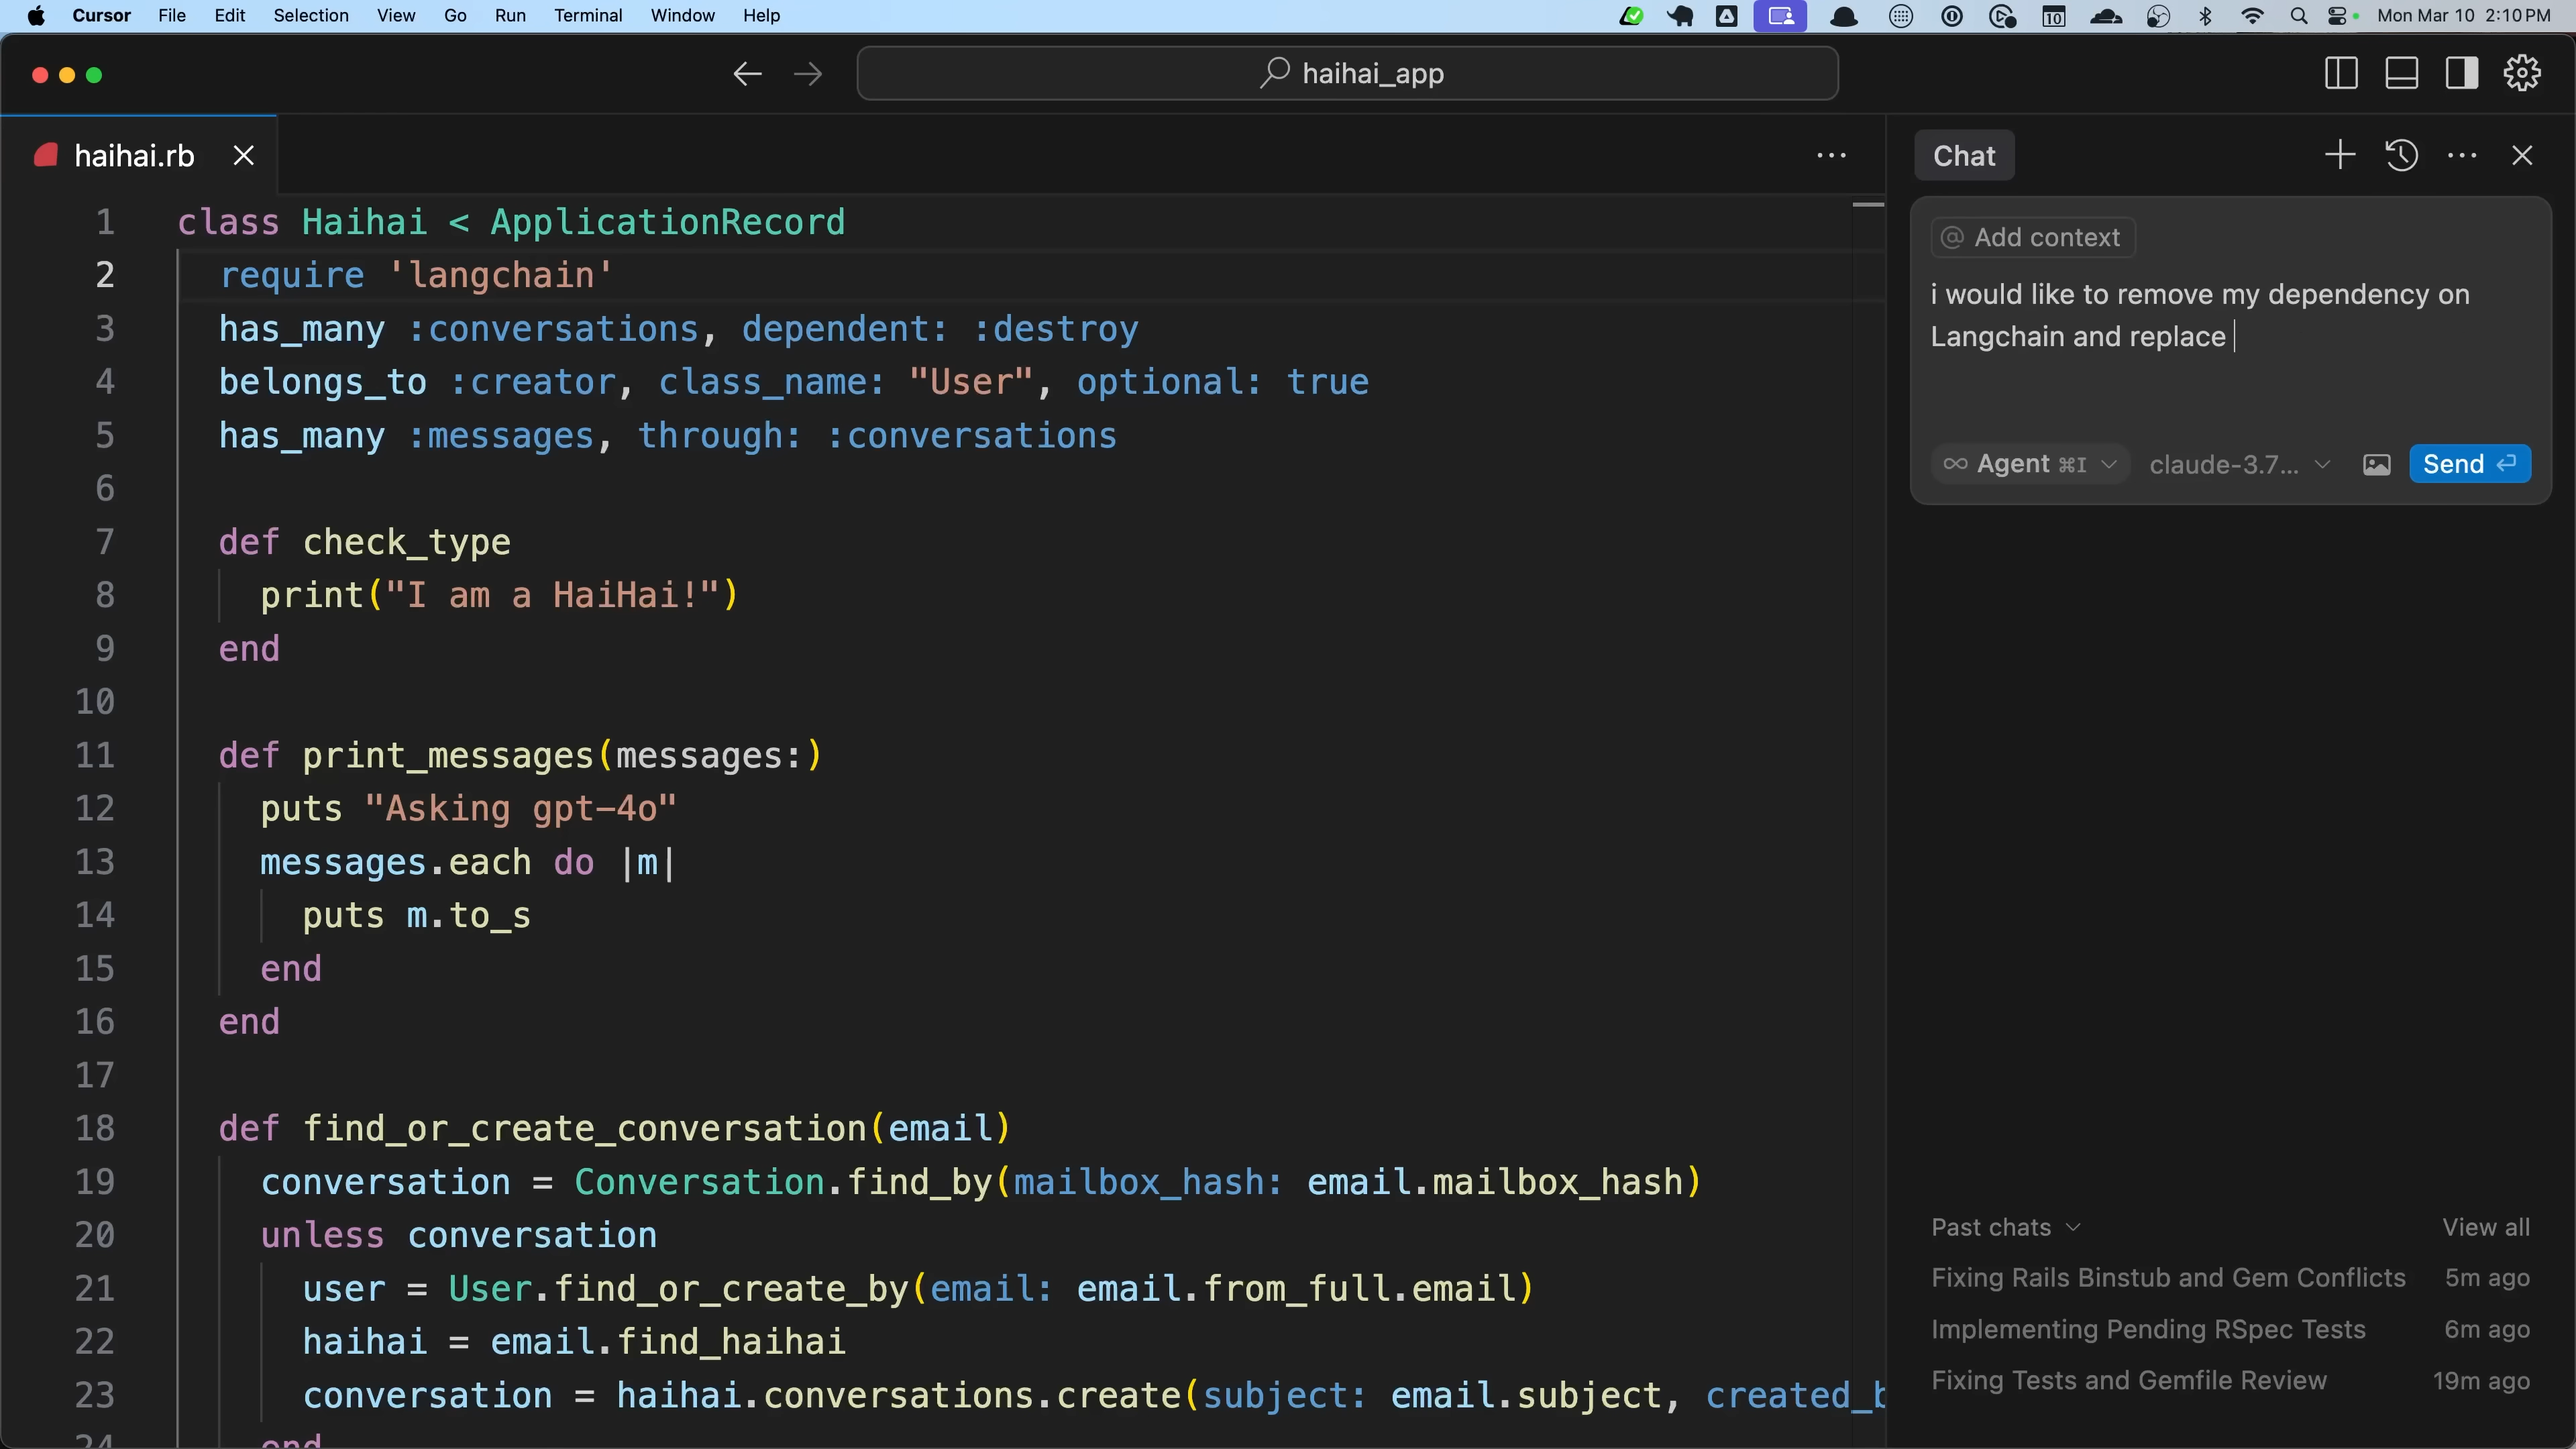 Cursor File Edit Selection View Go Run Terminal Window Help
10 Mon Mar 10 2:10 PM
haihai_app
haihai.rb
1 class Haihai < ApplicationRecord
2 require 'langchain'
3 has_many :conversations, dependent: :destroy
4 belongs_to :creator, class_name: "User", optional: true
5 has_many :messages, through: :conversations
6
7 def check_type
8 print("I am a HaiHai!")
9 end
10
11 def print_messages(messages:)
12 puts "Asking gpt-4o"
13 messages.each do |m|
14 puts m.to_s
15 end
16 end
17
18 def find_or_create_conversation(email)
19 conversation = Conversation.find_by(mailbox_hash: email.mailbox_hash)
20 unless conversation
21 user = User.find_or_create_by(email: email.from_full.email)
22 haihai = email.find_haihai
23 conversation = haihai.conversations.create(subject: email.subject, created_b
24 end
Chat
@ Add context
i would like to remove my dependency on
Langchain and replace
∞ Agent ⌘I claude-3.7... Send
Past chats View all
Fixing Rails Binstub and Gem Conflicts 5m ago
Implementing Pending RSpec Tests 6m ago
Fixing Tests and Gemfile Review 19m ago